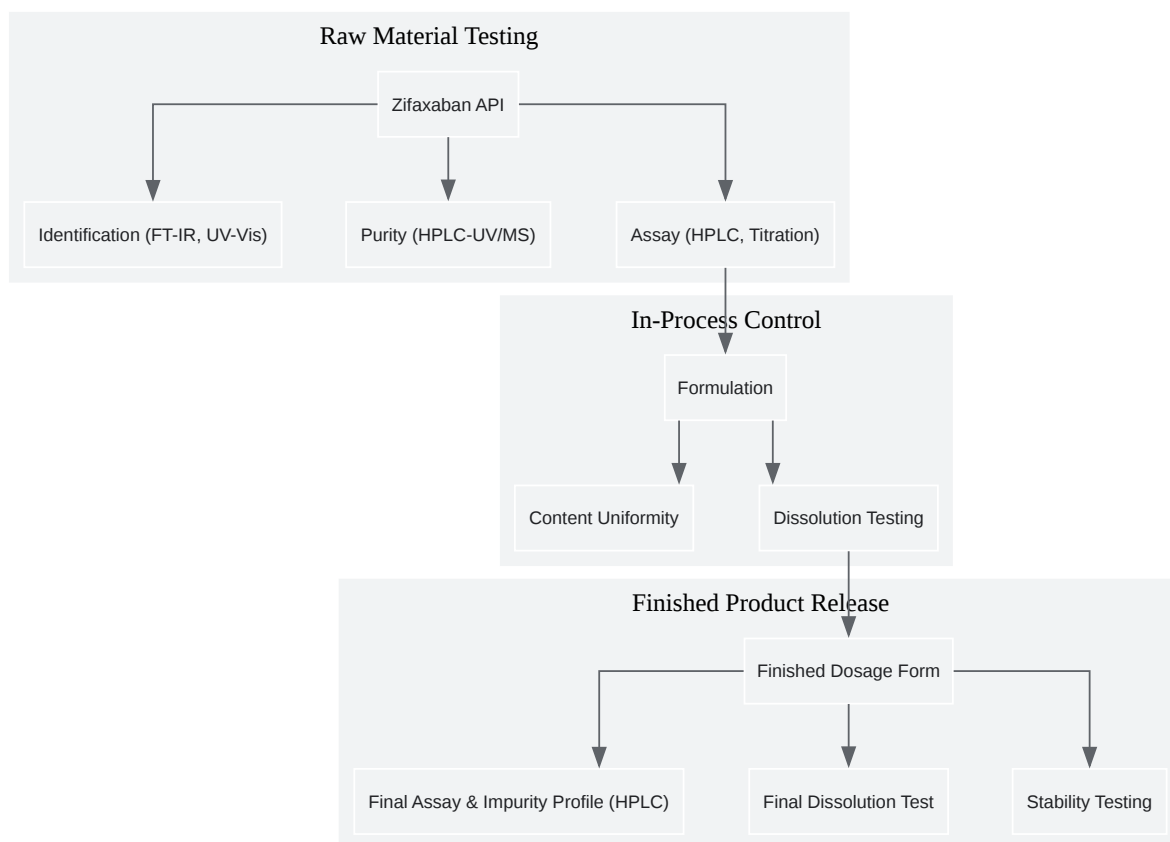 Raw Material Testing
Zifaxaban API
Identification (FT-IR, UV-Vis)
Purity (HPLC-UV/MS)
Assay (HPLC, Titration)
In-Process Control
Formulation
Content Uniformity
Dissolution Testing
Finished Product Release
Finished Dosage Form
Final Assay & Impurity Profile (HPLC)
Final Dissolution Test
Stability Testing